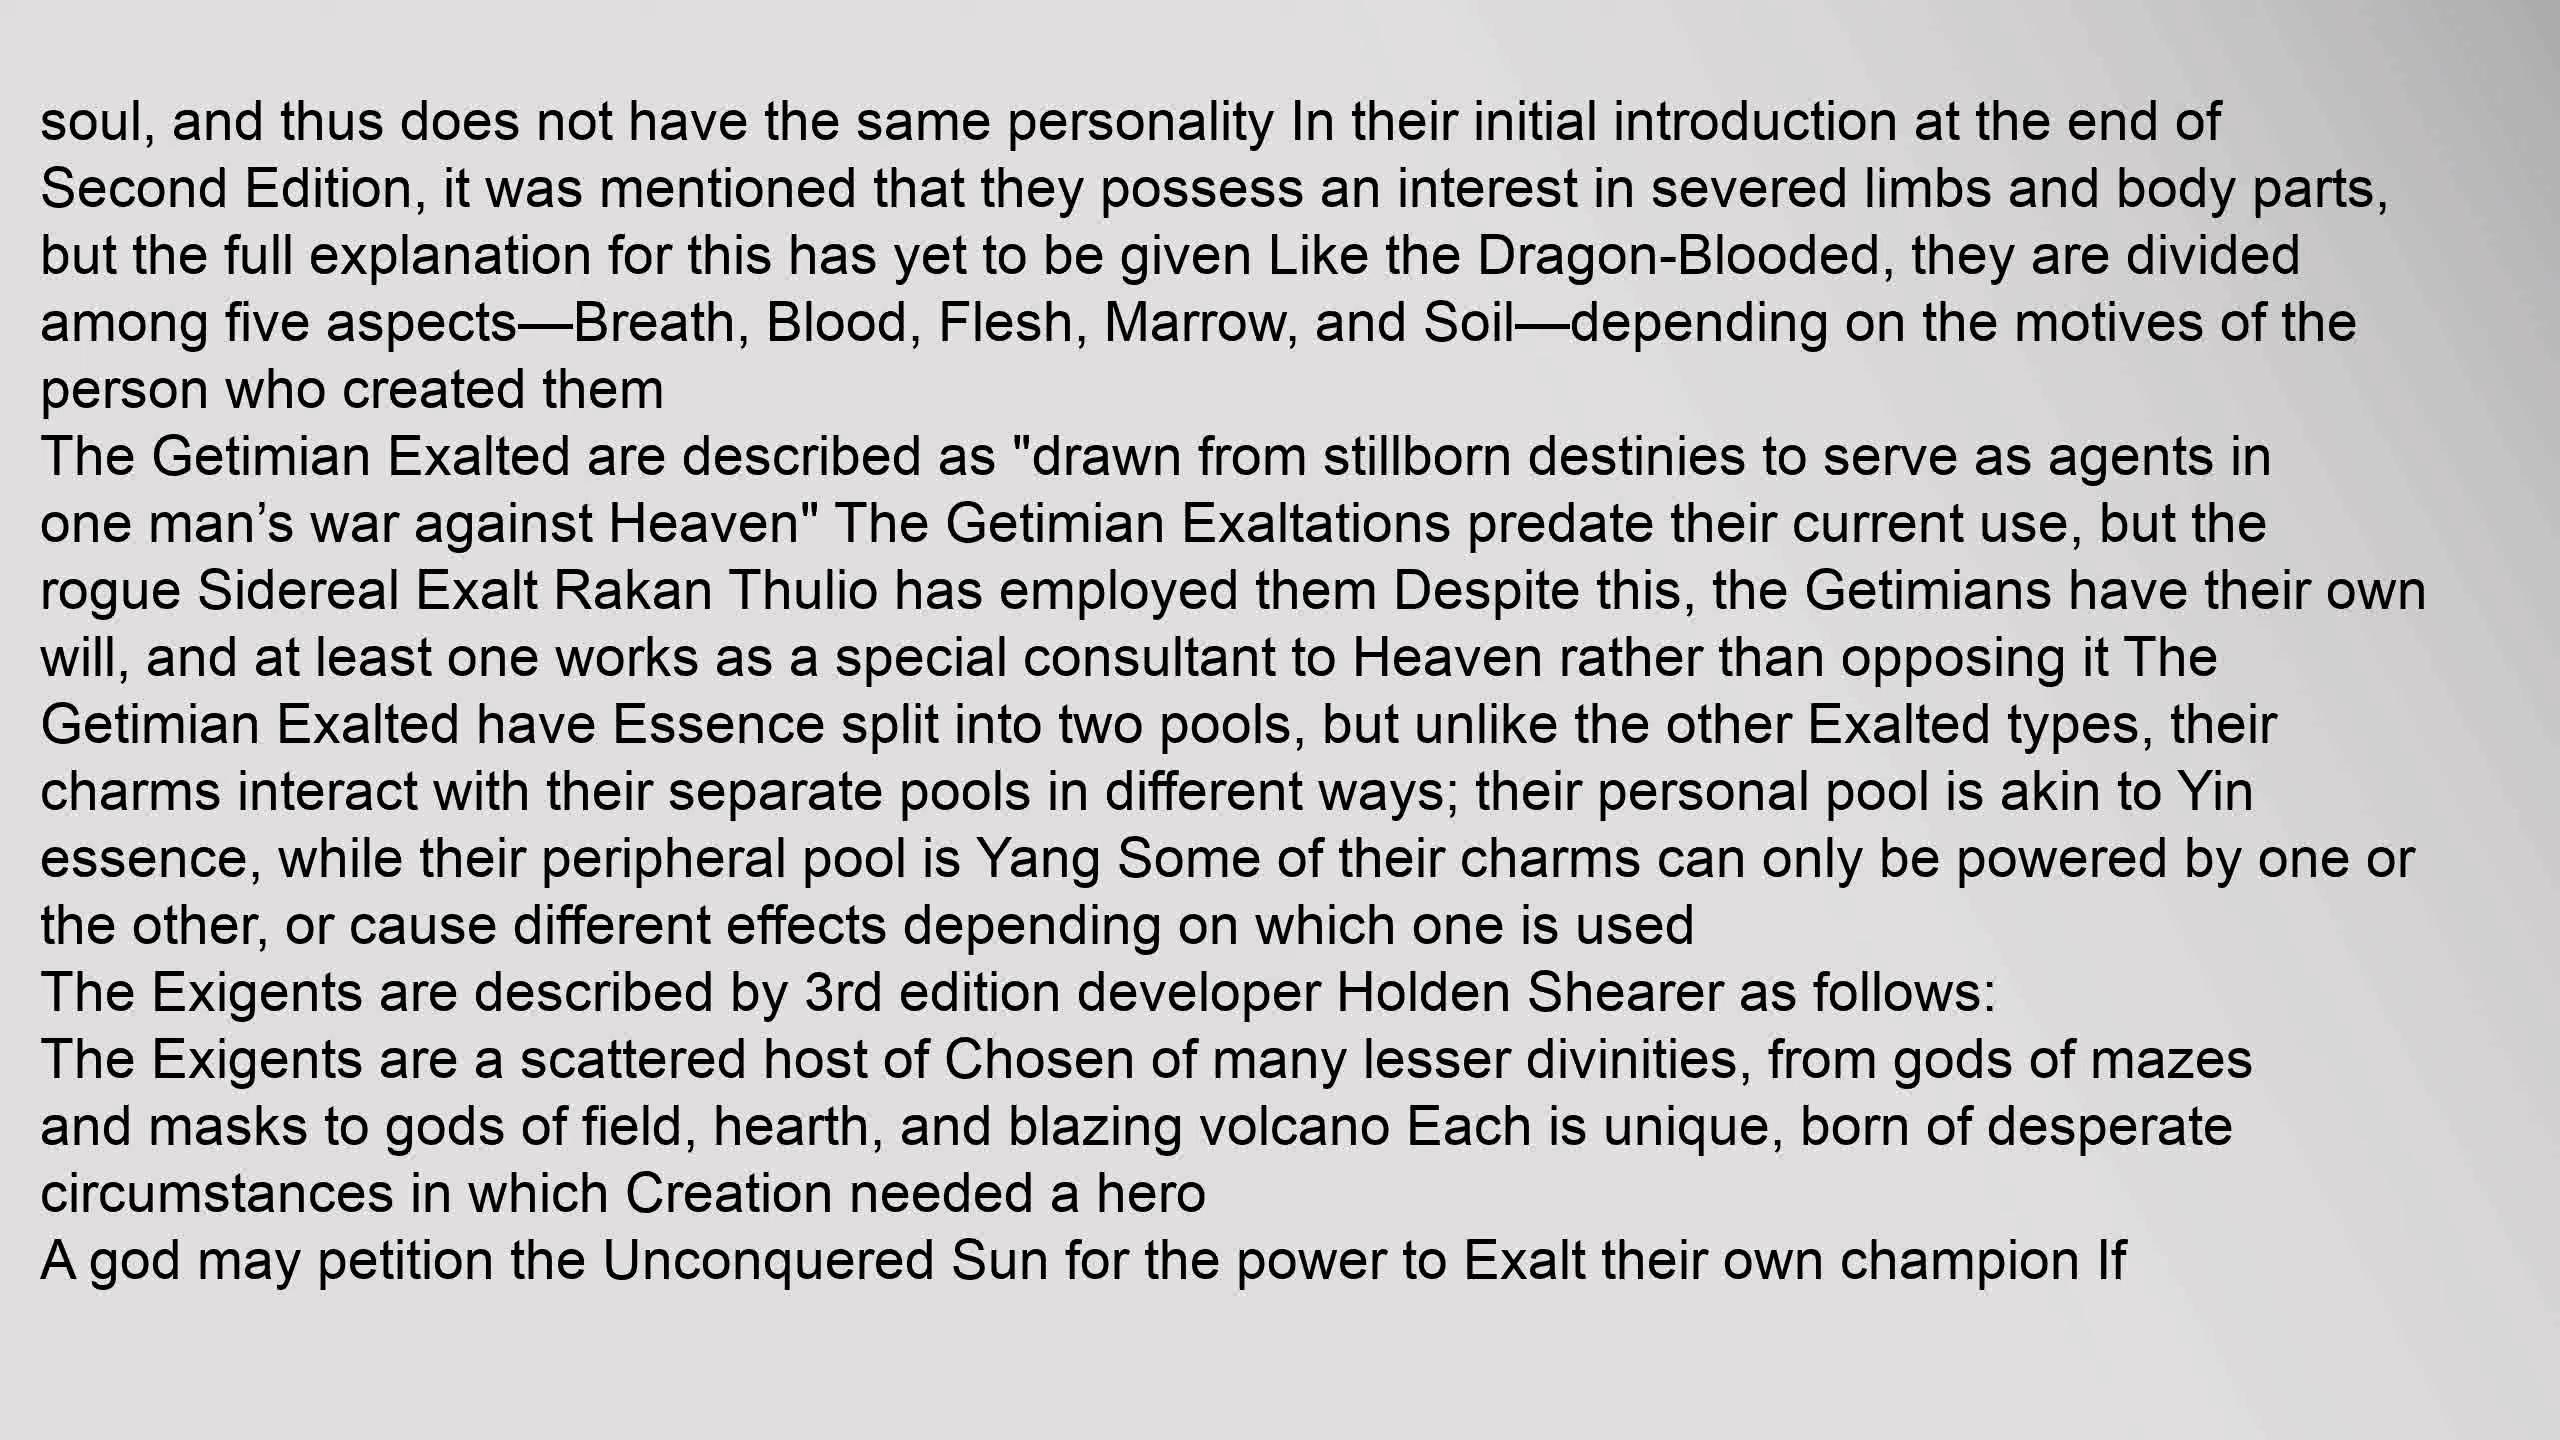 soul, and thus does not have the same personality In their initial introduction at the end of
Second Edition, it was mentioned that they possess an interest in severed limbs and body parts,
but the full explanation for this has yet to be given Like the Dragon-Blooded, they are divided
among five aspects—Breath, Blood, Flesh, Marrow, and Soil—depending on the motives of the
person who created them
The Getimian Exalted are described as "drawn from stillborn destinies to serve as agents in
one man’s war against Heaven" The Getimian Exaltations predate their current use, but the
rogue Sidereal Exalt Rakan Thulio has employed them Despite this, the Getimians have their own
will, and at least one works as a special consultant to Heaven rather than opposing it The
Getimian Exalted have Essence split into two pools, but unlike the other Exalted types, their
charms interact with their separate pools in different ways; their personal pool is akin to Yin
essence, while their peripheral pool is Yang Some of their charms can only be powered by one or
the other, or cause different effects depending on which one is used
The Exigents are described by 3rd edition developer Holden Shearer as follows:
The Exigents are a scattered host of Chosen of many lesser divinities, from gods of mazes
and masks to gods of field, hearth, and blazing volcano Each is unique, born of desperate
circumstances in which Creation needed a hero
A god may petition the Unconquered Sun for the power to Exalt their own champion If